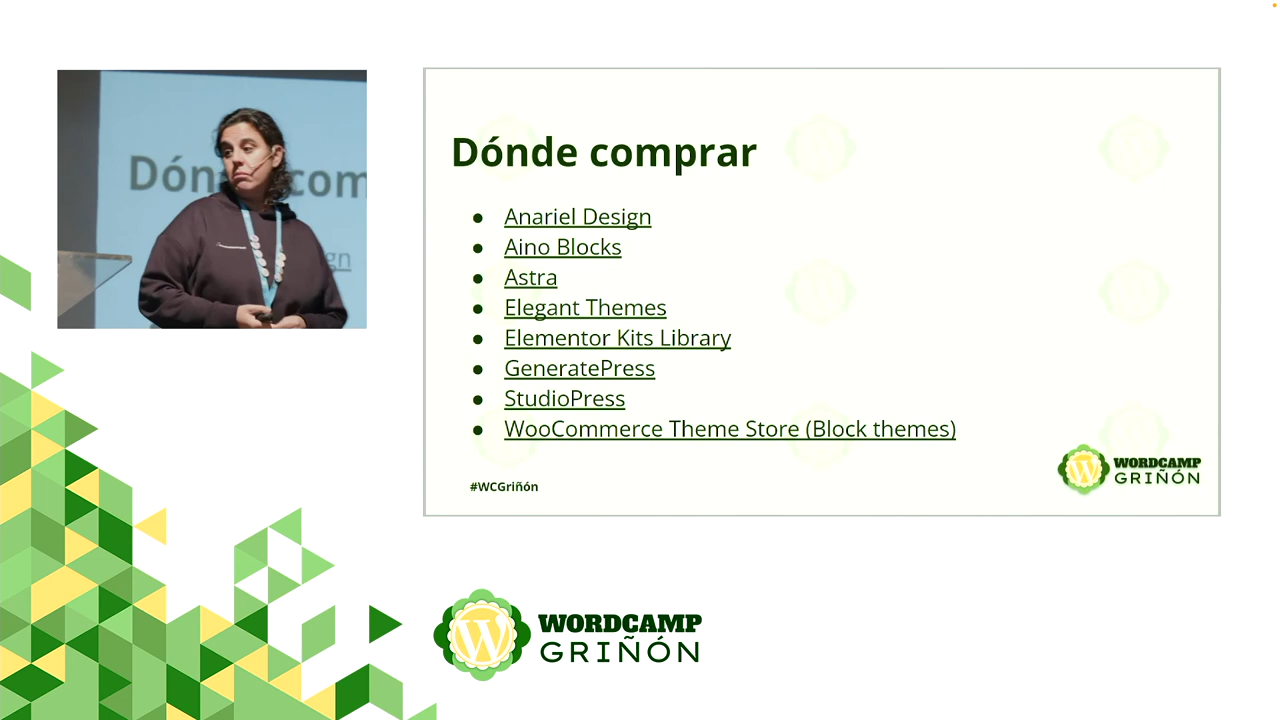 Dónde comprar
Anariel Design
Aino Blocks
Astra
Elegant Themes
Elementor Kits Library
GeneratePress
StudioPress
WooCommerce Theme Store (Block themes)
#WCGriñón
WORDCAMP
GRIÑÓN
WORDCAMP
GRIÑÓN